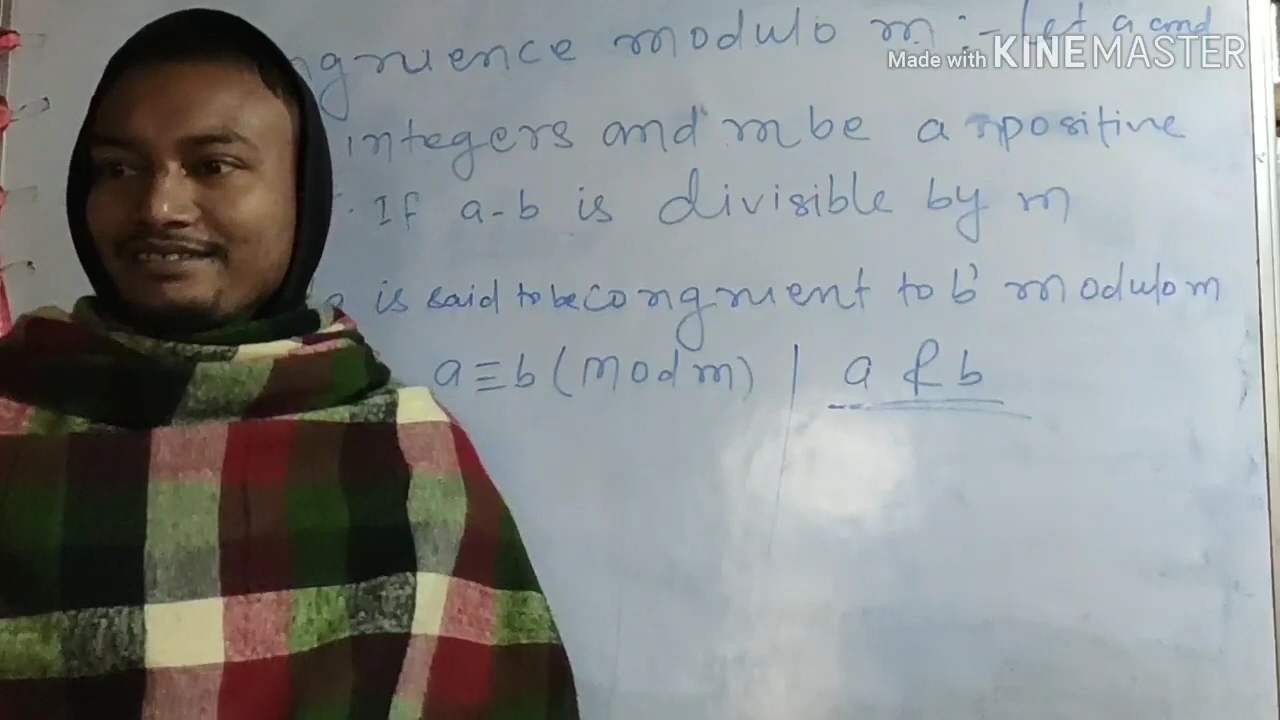 ngruence modulo m :- Let a and
Made with KINEMASTER
integers and m be a positive
. If a-b is divisible by m
a is said to be congruent to b modulo m
a≡b (mod m) | a R b